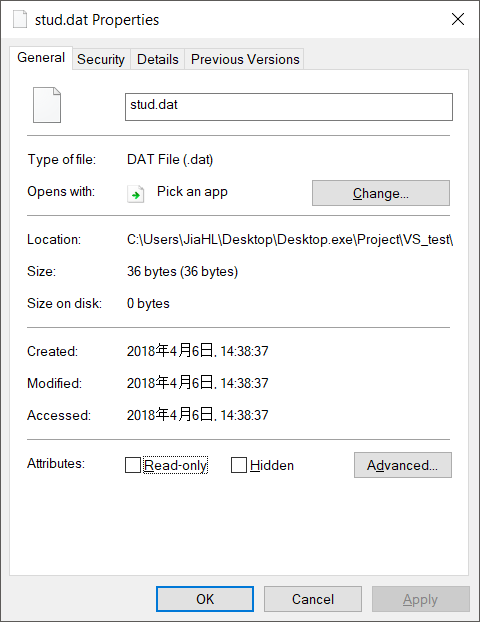 stud.dat Properties
General Security Details Previous Versions
stud.dat
Type of file: DAT File (.dat)
Opens with: Pick an app Change...
Location: C:\Users\JiaHL\Desktop\Desktop.exe\Project\VS_test\
Size: 36 bytes (36 bytes)
Size on disk: 0 bytes
Created: 2018年4月6日, 14:38:37
Modified: 2018年4月6日, 14:38:37
Accessed: 2018年4月6日, 14:38:37
Attributes: Read-only Hidden Advanced...
OK Cancel Apply